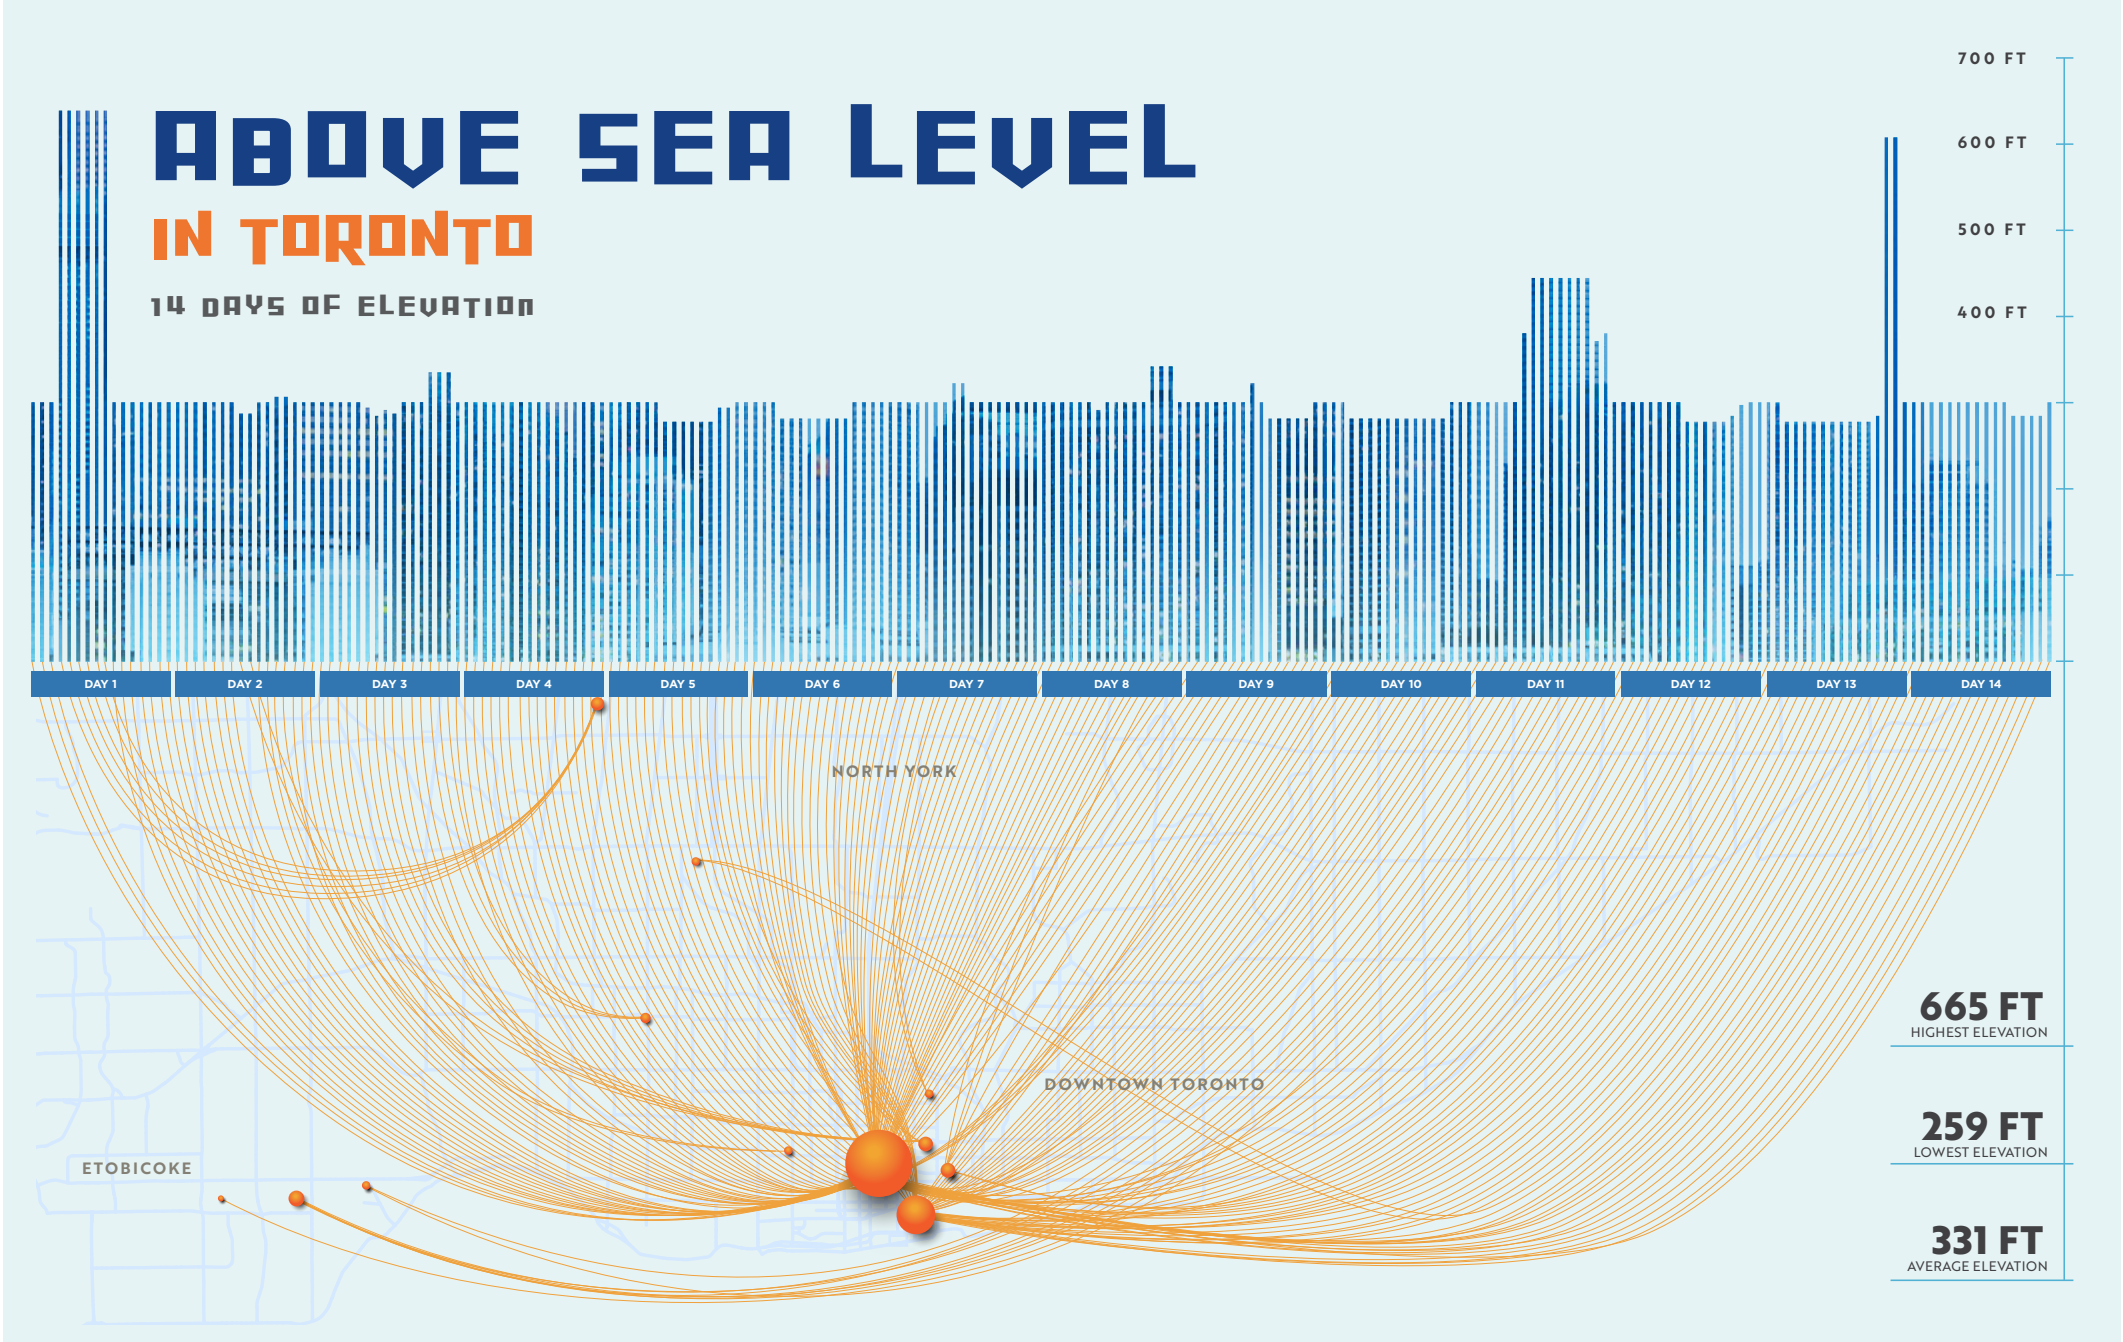 700 FT
ABOVE SEA LEVEL
600 FT
IN TORONTO
500 FT
14 DAYS OF ELEVATION
400 FT
DAY 1 DAY 2 DAY 3 DAY 4 DAY 5 DAY 6 DAY 7 DAY 8 DAY 9 DAY 10 DAY 11 DAY 12 DAY 13 DAY 14
NORTH YORK
665 FT
HIGHEST ELEVATION
DOWNTOWN TORONTO
259 FT
LOWEST ELEVATION
ETOBICOKE
331 FT
AVERAGE ELEVATION